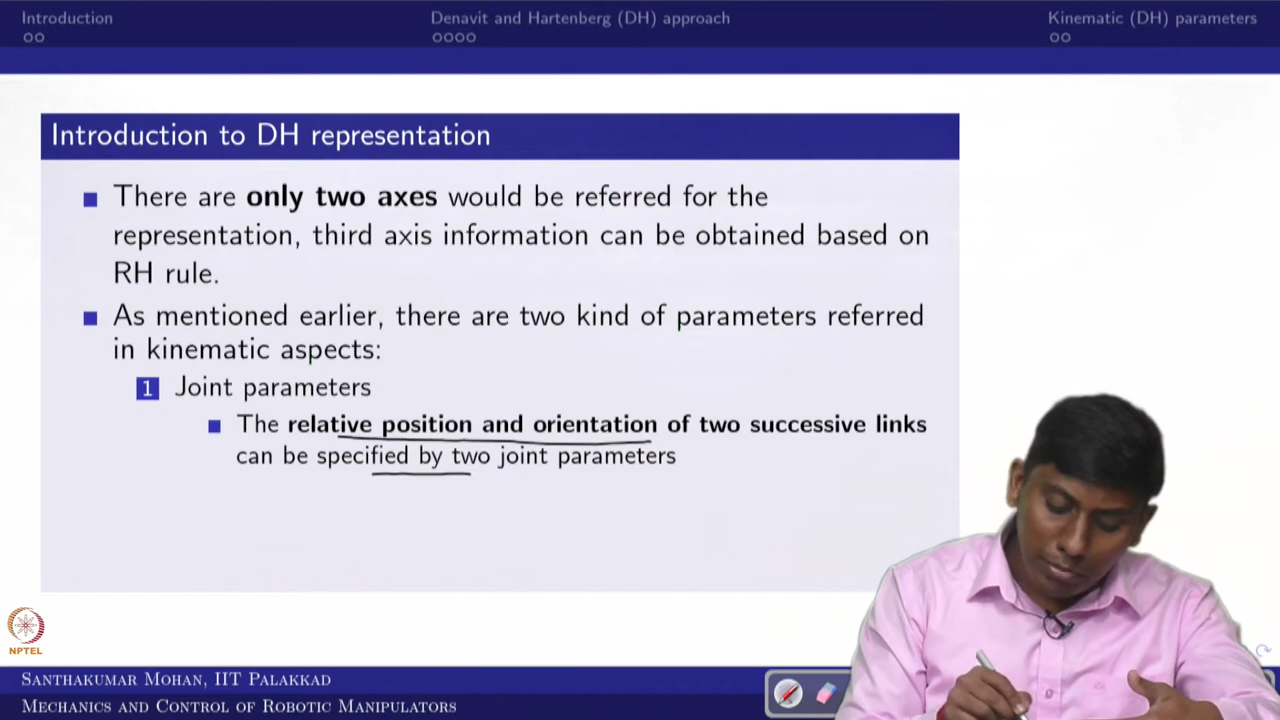 Introduction
Denavit and Hartenberg (DH) approach
Kinematic (DH) parameters
Introduction to DH representation
There are only two axes would be referred for the
representation, third axis information can be obtained based on
RH rule.
As mentioned earlier, there are two kind of parameters referred
in kinematic aspects:
1 Joint parameters
The relative position and orientation of two successive links
can be specified by two joint parameters
NPTEL
Santhakumar Mohan, IIT Palakkad
Mechanics and Control of Robotic Manipulators